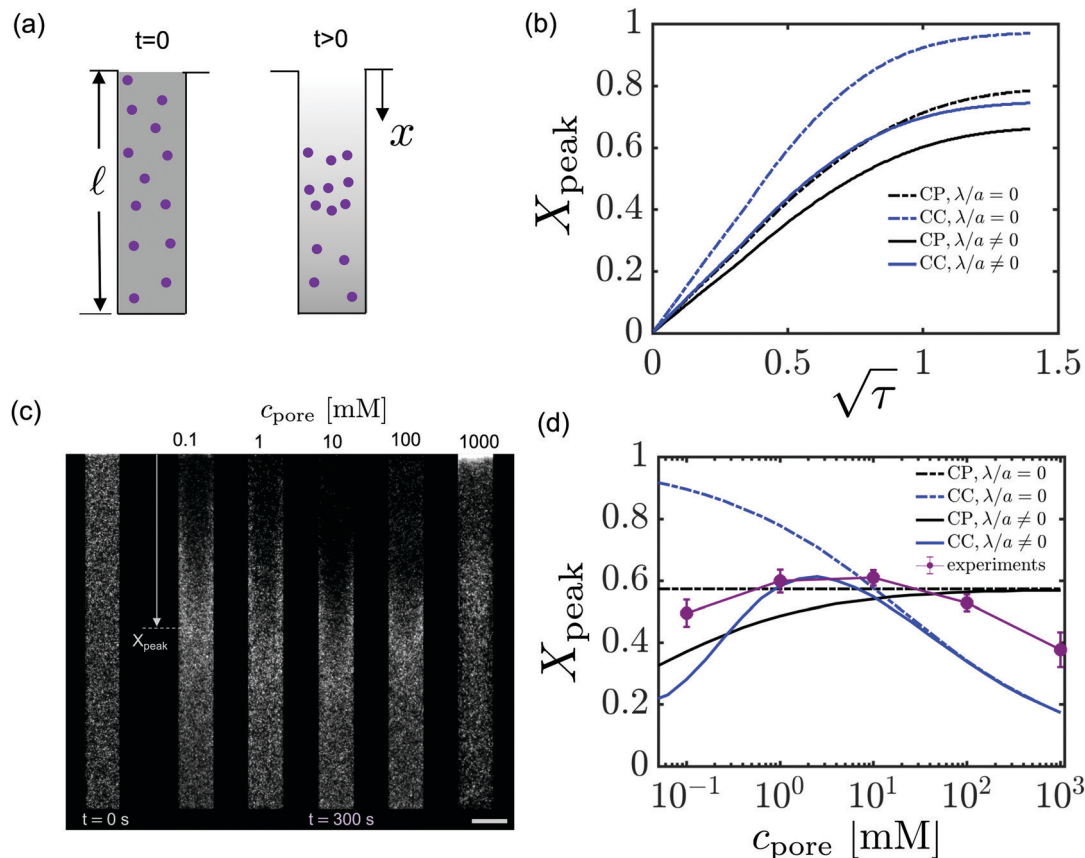 (a)
t=0
t>0
ℓ
x
(b)
X_peak
1
0.8
0.6
0.4
0.2
0
0
0.5
1
1.5
√τ
CP, λ/a = 0
CC, λ/a = 0
CP, λ/a ≠ 0
CC, λ/a ≠ 0
(c)
c_pore [mM]
0.1 1 10 100 1000
X_peak
t = 0 s
t = 300 s
(d)
X_peak
1
0.8
0.6
0.4
0.2
0
10^-1
10^0
10^1
10^2
10^3
c_pore [mM]
CP, λ/a = 0
CC, λ/a = 0
CP, λ/a ≠ 0
CC, λ/a ≠ 0
experiments